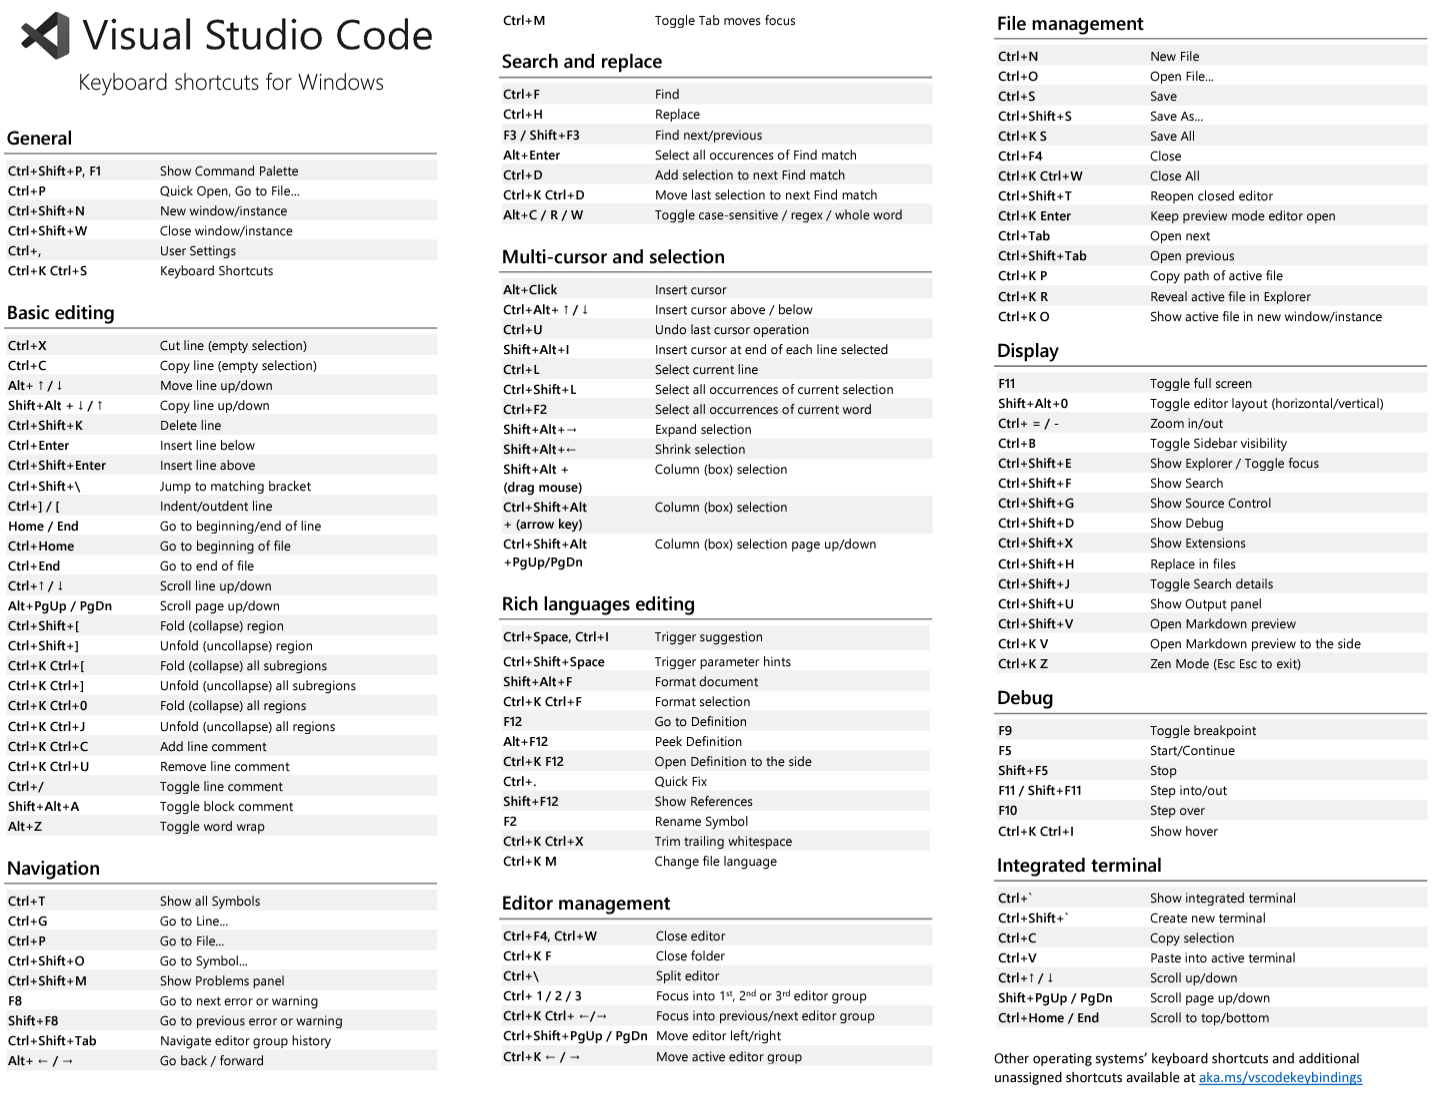 Visual Studio Code
Keyboard shortcuts for Windows
General
Ctrl+Shift+P, F1 Show Command Palette
Ctrl+P Quick Open, Go to File...
Ctrl+Shift+N New window/instance
Ctrl+Shift+W Close window/instance
Ctrl+, User Settings
Ctrl+K Ctrl+S Keyboard Shortcuts
Basic editing
Ctrl+X Cut line (empty selection)
Ctrl+C Copy line (empty selection)
Alt+ ↑ / ↓ Move line up/down
Shift+Alt + ↓ / ↑ Copy line up/down
Ctrl+Shift+K Delete line
Ctrl+Enter Insert line below
Ctrl+Shift+Enter Insert line above
Ctrl+Shift+\ Jump to matching bracket
Ctrl+] / [ Indent/outdent line
Home / End Go to beginning/end of line
Ctrl+Home Go to beginning of file
Ctrl+End Go to end of file
Ctrl+↑ / ↓ Scroll line up/down
Alt+PgUp / PgDn Scroll page up/down
Ctrl+Shift+[ Fold (collapse) region
Ctrl+Shift+] Unfold (uncollapse) region
Ctrl+K Ctrl+[ Fold (collapse) all subregions
Ctrl+K Ctrl+] Unfold (uncollapse) all subregions
Ctrl+K Ctrl+0 Fold (collapse) all regions
Ctrl+K Ctrl+J Unfold (uncollapse) all regions
Ctrl+K Ctrl+C Add line comment
Ctrl+K Ctrl+U Remove line comment
Ctrl+/ Toggle line comment
Shift+Alt+A Toggle block comment
Alt+Z Toggle word wrap
Navigation
Ctrl+T Show all Symbols
Ctrl+G Go to Line...
Ctrl+P Go to File...
Ctrl+Shift+O Go to Symbol...
Ctrl+Shift+M Show Problems panel
F8 Go to next error or warning
Shift+F8 Go to previous error or warning
Ctrl+Shift+Tab Navigate editor group history
Alt+ ← / → Go back / forward
Ctrl+M Toggle Tab moves focus
Search and replace
Ctrl+F Find
Ctrl+H Replace
F3 / Shift+F3 Find next/previous
Alt+Enter Select all occurences of Find match
Ctrl+D Add selection to next Find match
Ctrl+K Ctrl+D Move last selection to next Find match
Alt+C / R / W Toggle case-sensitive / regex / whole word
Multi-cursor and selection
Alt+Click Insert cursor
Ctrl+Alt+ ↑ / ↓ Insert cursor above / below
Ctrl+U Undo last cursor operation
Shift+Alt+I Insert cursor at end of each line selected
Ctrl+L Select current line
Ctrl+Shift+L Select all occurrences of current selection
Ctrl+F2 Select all occurrences of current word
Shift+Alt+→ Expand selection
Shift+Alt+← Shrink selection
Shift+Alt + Column (box) selection
(drag mouse)
Ctrl+Shift+Alt Column (box) selection
+ (arrow key)
Ctrl+Shift+Alt Column (box) selection page up/down
+PgUp/PgDn
Rich languages editing
Ctrl+Space, Ctrl+I Trigger suggestion
Ctrl+Shift+Space Trigger parameter hints
Shift+Alt+F Format document
Ctrl+K Ctrl+F Format selection
F12 Go to Definition
Alt+F12 Peek Definition
Ctrl+K F12 Open Definition to the side
Ctrl+. Quick Fix
Shift+F12 Show References
F2 Rename Symbol
Ctrl+K Ctrl+X Trim trailing whitespace
Ctrl+K M Change file language
Editor management
Ctrl+F4, Ctrl+W Close editor
Ctrl+K F Close folder
Ctrl+\ Split editor
Ctrl+ 1 / 2 / 3 Focus into 1st, 2nd or 3rd editor group
Ctrl+K Ctrl+ ←/→ Focus into previous/next editor group
Ctrl+Shift+PgUp / PgDn Move editor left/right
Ctrl+K ← / → Move active editor group
File management
Ctrl+N New File
Ctrl+O Open File...
Ctrl+S Save
Ctrl+Shift+S Save As...
Ctrl+K S Save All
Ctrl+F4 Close
Ctrl+K Ctrl+W Close All
Ctrl+Shift+T Reopen closed editor
Ctrl+K Enter Keep preview mode editor open
Ctrl+Tab Open next
Ctrl+Shift+Tab Open previous
Ctrl+K P Copy path of active file
Ctrl+K R Reveal active file in Explorer
Ctrl+K O Show active file in new window/instance
Display
F11 Toggle full screen
Shift+Alt+0 Toggle editor layout (horizontal/vertical)
Ctrl+ = / - Zoom in/out
Ctrl+B Toggle Sidebar visibility
Ctrl+Shift+E Show Explorer / Toggle focus
Ctrl+Shift+F Show Search
Ctrl+Shift+G Show Source Control
Ctrl+Shift+D Show Debug
Ctrl+Shift+X Show Extensions
Ctrl+Shift+H Replace in files
Ctrl+Shift+J Toggle Search details
Ctrl+Shift+U Show Output panel
Ctrl+Shift+V Open Markdown preview
Ctrl+K V Open Markdown preview to the side
Ctrl+K Z Zen Mode (Esc Esc to exit)
Debug
F9 Toggle breakpoint
F5 Start/Continue
Shift+F5 Stop
F11 / Shift+F11 Step into/out
F10 Step over
Ctrl+K Ctrl+I Show hover
Integrated terminal
Ctrl+` Show integrated terminal
Ctrl+Shift+` Create new terminal
Ctrl+C Copy selection
Ctrl+V Paste into active terminal
Ctrl+↑ / ↓ Scroll up/down
Shift+PgUp / PgDn Scroll page up/down
Ctrl+Home / End Scroll to top/bottom
Other operating systems’ keyboard shortcuts and additional
unassigned shortcuts available at aka.ms/vscodekeybindings